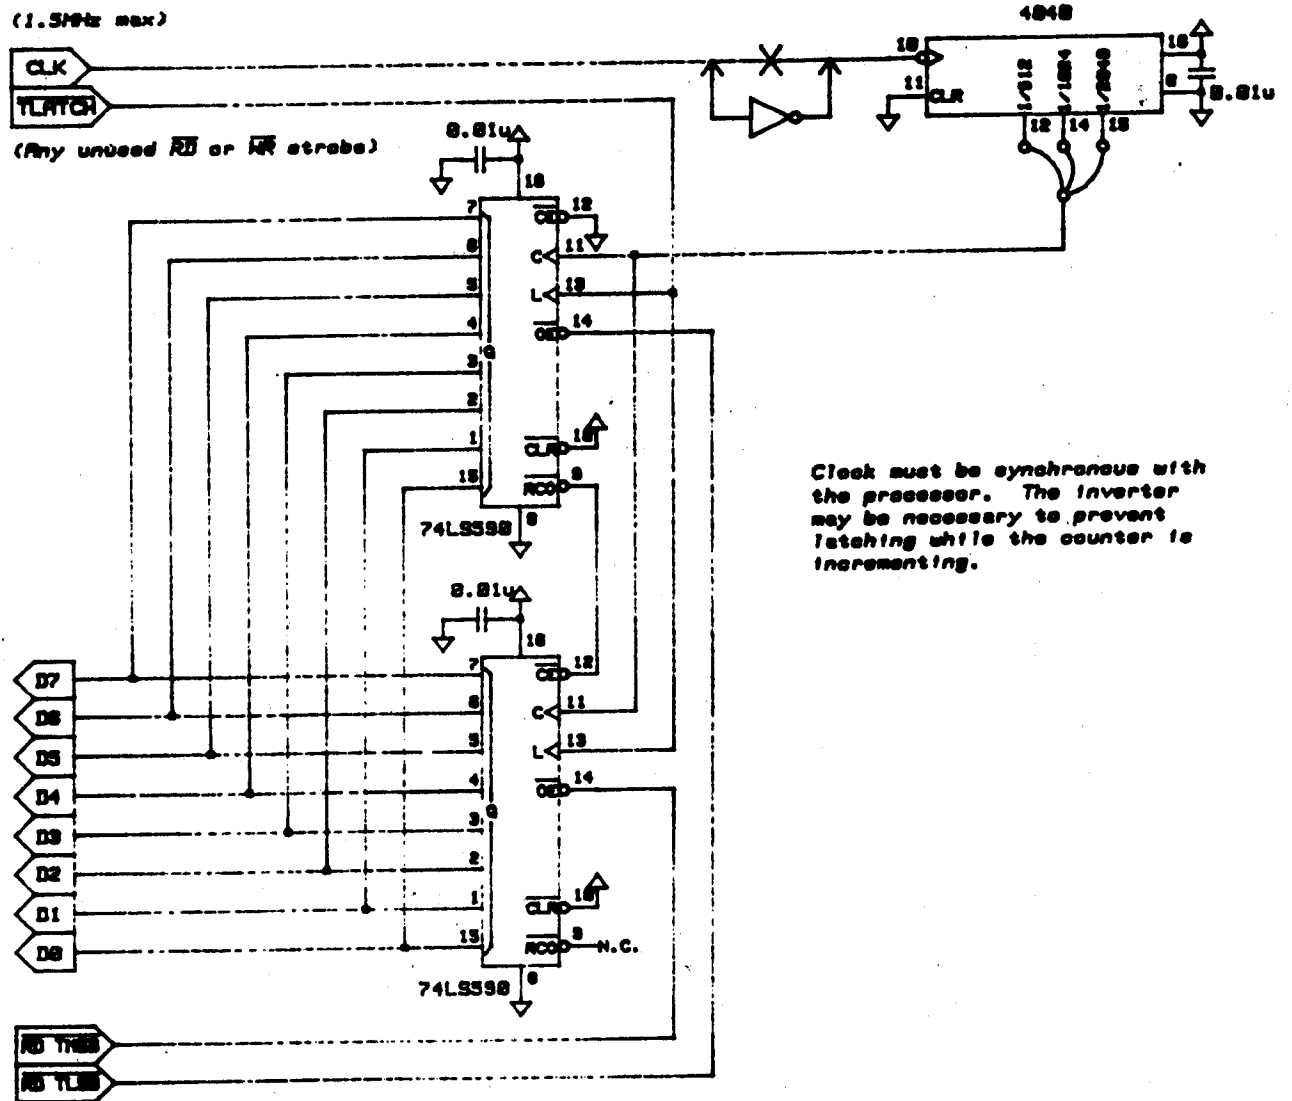 (1.5MHz max)
4040
CLK
10
16
TLATCH
11
CLR
1/512
1/1024
1/2048
8
0.01u
12
14
15
(Any unused RD or WR strobe)
0.01u
16
7
CE
12
6
C
11
5
L
13
4
OE
14
3
Q
2
1
CLR
10
15
RCO
9
74LS590
8
Clock must be synchronous with
the processor. The inverter
may be necessary to prevent
latching while the counter is
incrementing.
0.01u
16
D7
7
CE
12
D6
6
C
11
D5
5
L
13
D4
4
OE
14
D3
3
Q
D2
2
D1
1
CLR
10
D0
15
RCO
9
N.C.
74LS590
8
RD TMSB
RD TLSB